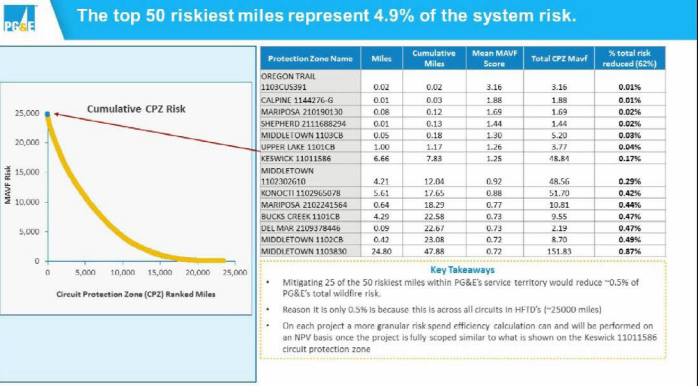 PG&E
The top 50 riskiest miles represent 4.9% of the system risk.
Cumulative CPZ Risk
MAVF Risk
25,000
20,000
15,000
10,000
5,000
0
0 5,000 10,000 15,000 20,000 25,000
Circuit Protection Zone (CPZ) Ranked Miles
Protection Zone Name Miles Cumulative Miles Mean MAVF Score Total CPZ Mavf % total risk reduced (62%)
OREGON TRAIL
1103CUS391 0.02 0.02 3.16 3.16 0.01%
CALPINE 1144276-G 0.01 0.03 1.88 1.88 0.01%
MARIPOSA 210190130 0.08 0.12 1.69 1.69 0.02%
SHEPHERD 2111688294 0.01 0.13 1.44 1.44 0.02%
MIDDLETOWN 1103CB 0.05 0.18 1.30 5.20 0.03%
UPPER LAKE 1101CB 1.00 1.17 1.26 3.77 0.04%
KESWICK 11011586 6.66 7.83 1.25 48.84 0.17%
MIDDLETOWN
1102302610 4.21 12.04 0.92 48.56 0.29%
KONOCTI 1102965078 5.61 17.65 0.88 51.70 0.42%
MARIPOSA 2102241564 0.64 18.29 0.77 10.81 0.44%
BUCKS CREEK 1101CB 4.29 22.58 0.73 9.55 0.47%
DEL MAR 2109378446 0.09 22.67 0.73 2.19 0.47%
MIDDLETOWN 1102CB 0.42 23.08 0.72 8.70 0.49%
MIDDLETOWN 1103830 24.80 47.88 0.72 151.83 0.87%
Key Takeaways
• Mitigating 25 of the 50 riskiest miles within PG&E's service territory would reduce ~0.5% of
PG&E's total wildfire risk.
• Reason it is only 0.5% is because this is across all circuits in HFTD's (~25000 miles)
• On each project a more granular risk spend efficiency calculation can and will be performed on
an NPV basis once the project is fully scoped similar to what is shown on the Keswick 11011586
circuit protection zone